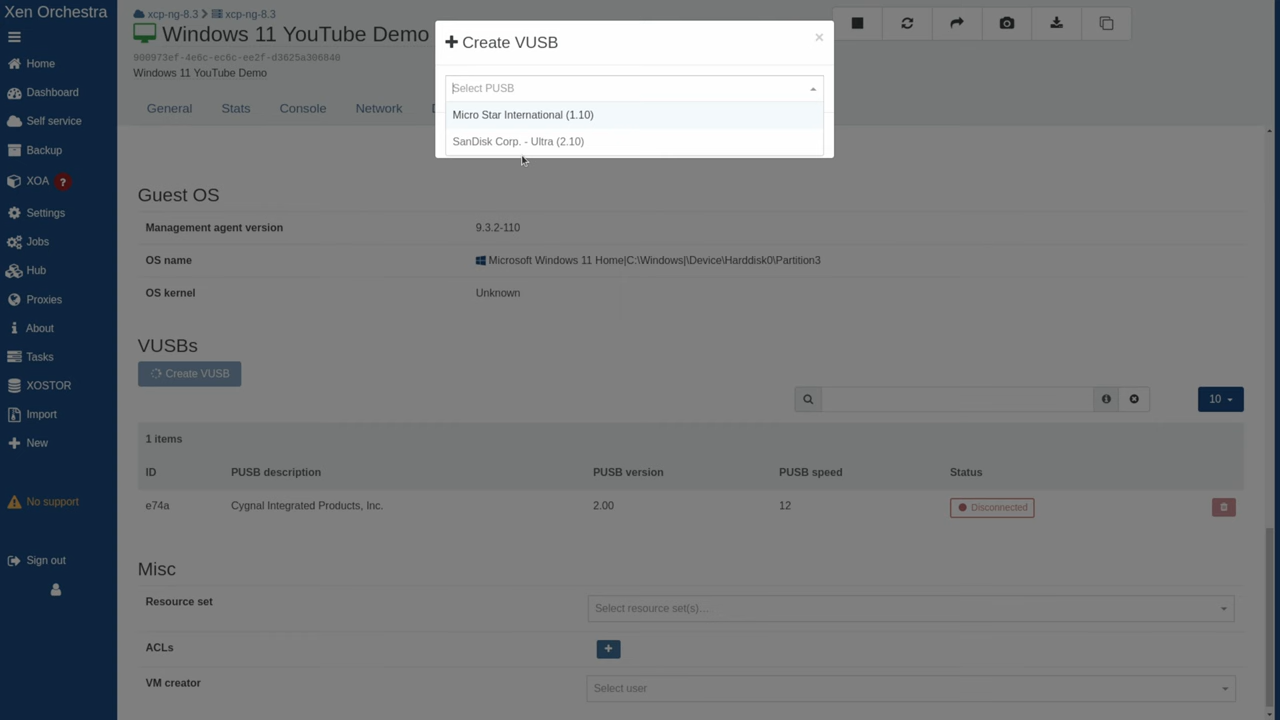 Xen Orchestra
xcp-ng-8.3 xcp-ng-8.3
Windows 11 YouTube Demo
900973ef-4e6c-ec6c-ee2f-d3625a306840
Windows 11 YouTube Demo
General Stats Console Network
Home
Dashboard
Self service
Backup
XOA ?
Settings
Jobs
Hub
Proxies
About
Tasks
XOSTOR
Import
New
No support
Sign out
Create VUSB ×
Select PUSB
Micro Star International (1.10)
SanDisk Corp. - Ultra (2.10)
Guest OS
Management agent version 9.3.2-110
OS name Microsoft Windows 11 Home|C:\Windows|\Device\Harddisk0\Partition3
OS kernel Unknown
VUSBs
Create VUSB
10
1 items
ID PUSB description PUSB version PUSB speed Status
e74a Cygnal Integrated Products, Inc. 2.00 12 Disconnected
Misc
Resource set Select resource set(s)...
ACLs
VM creator Select user